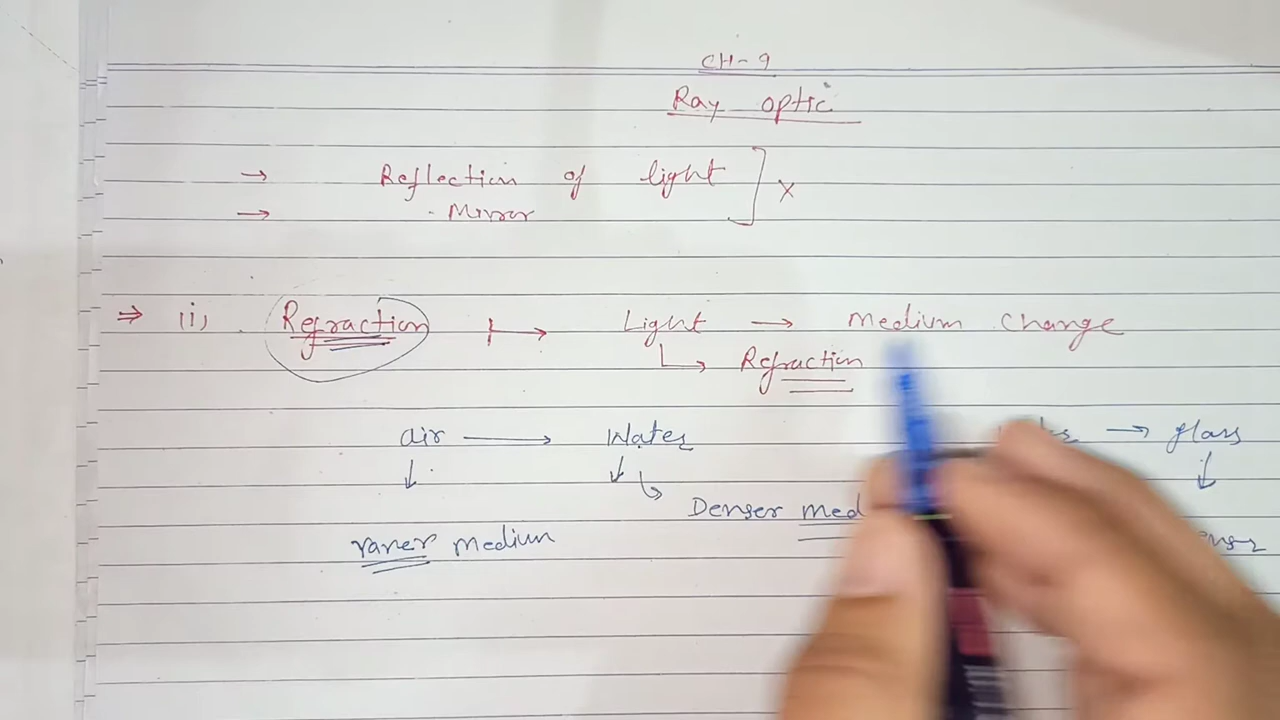 CH-9
Ray optic
→ Reflection of light ] X
→ Mirror
⇒ (i) Refraction ↦ Light → medium change
↳ Refraction
air → Water → glass
↓ ↓ ↳ ↓
Denser med
rarer medium